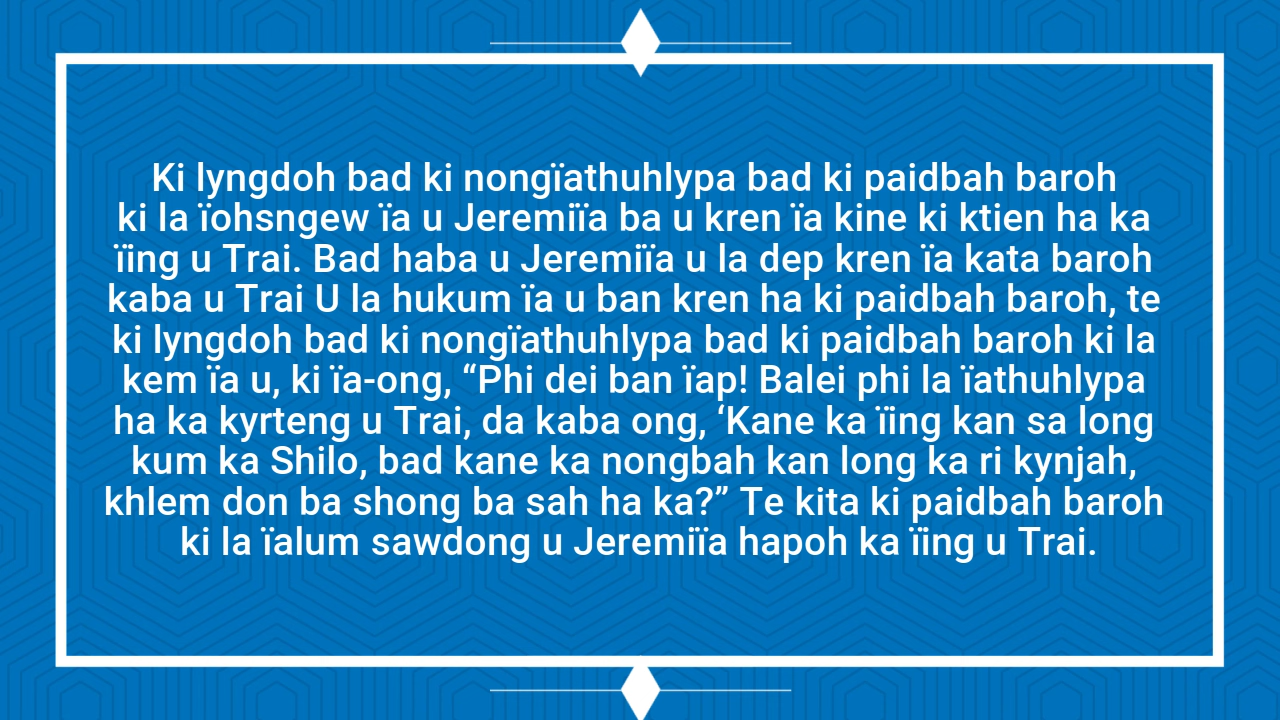 Ki lyngdoh bad ki nongïathuhlypa bad ki paidbah baroh
ki la ïohsngew ïa u Jeremiïa ba u kren ïa kine ki ktien ha ka
ïing u Trai. Bad haba u Jeremiïa u la dep kren ïa kata baroh
kaba u Trai U la hukum ïa u ban kren ha ki paidbah baroh, te
ki lyngdoh bad ki nongïathuhlypa bad ki paidbah baroh ki la
kem ïa u, ki ïa-ong, “Phi dei ban ïap! Balei phi la ïathuhlypa
ha ka kyrteng u Trai, da kaba ong, ‘Kane ka ïing kan sa long
kum ka Shilo, bad kane ka nongbah kan long ka ri kynjah,
khlem don ba shong ba sah ha ka?” Te kita ki paidbah baroh
ki la ïalum sawdong u Jeremiïa hapoh ka ïing u Trai.